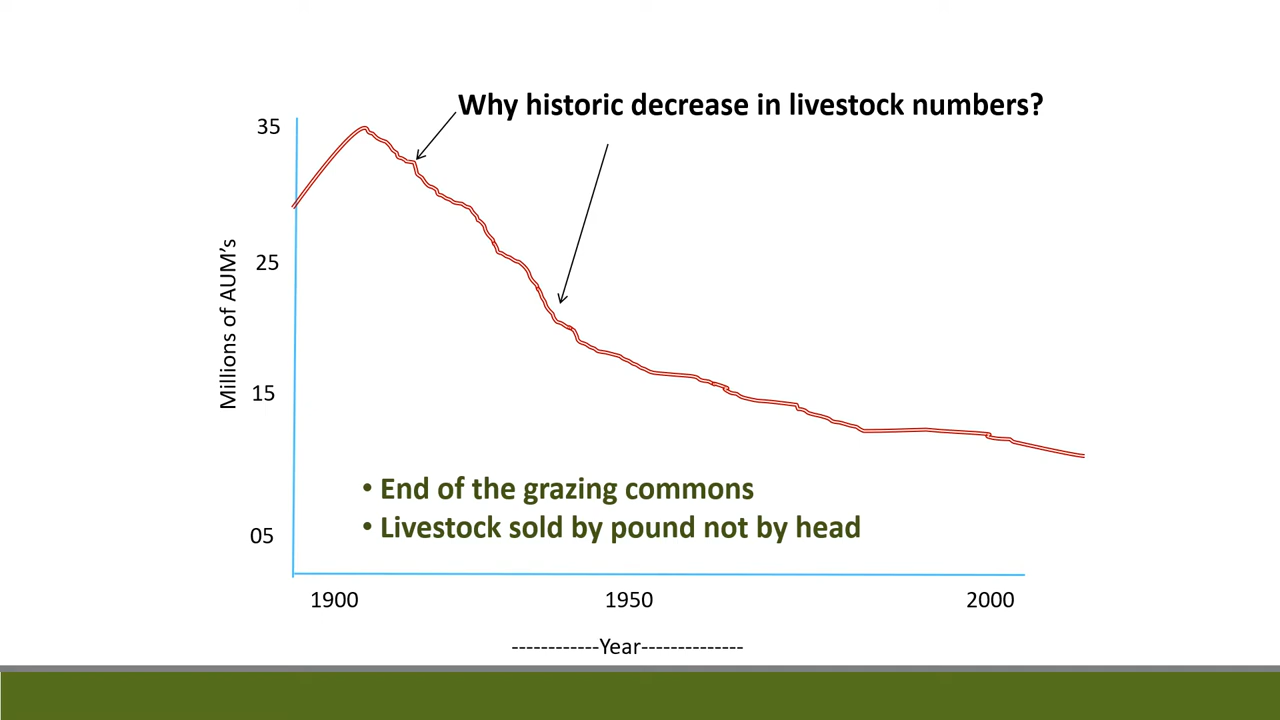 Why historic decrease in livestock numbers?
35
25
15
05
Millions of AUM's
• End of the grazing commons
• Livestock sold by pound not by head
1900 1950 2000
------------Year--------------